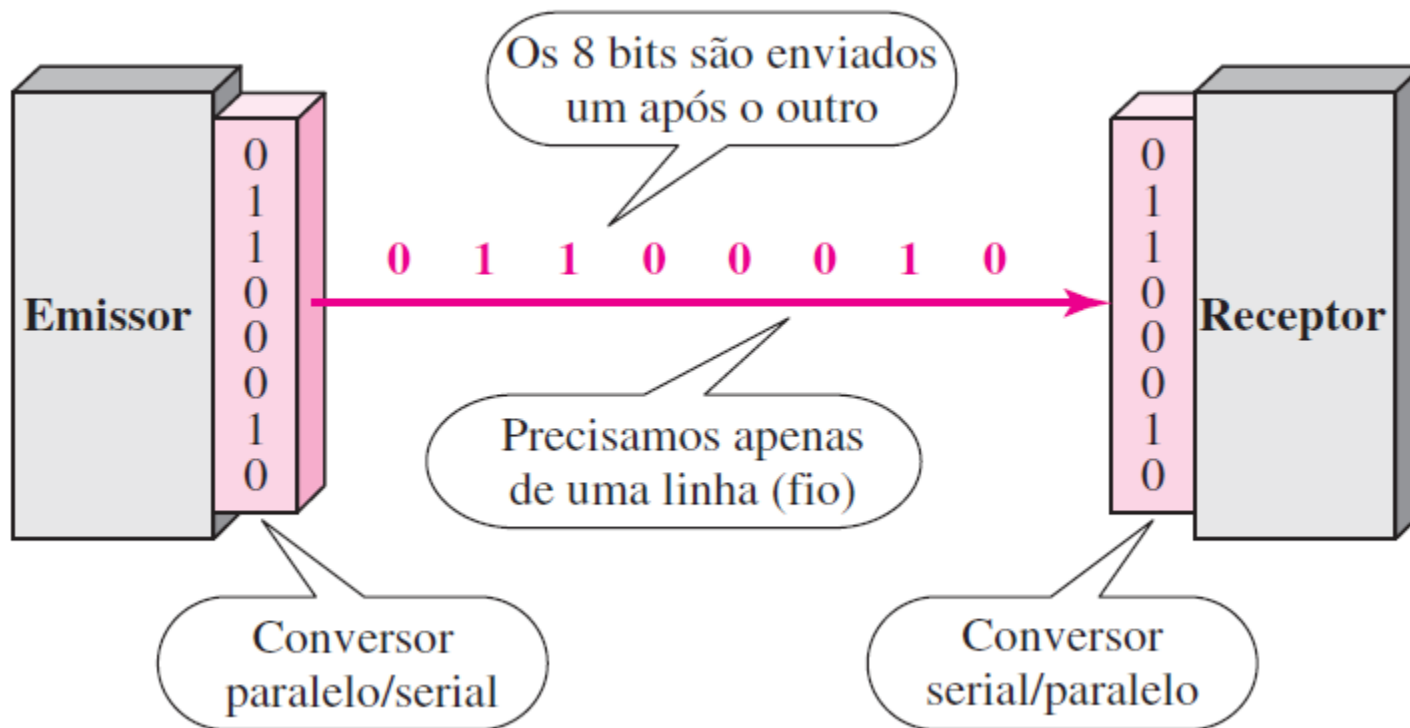 Os 8 bits são enviados
um após o outro
Emissor
0
1
1
0
0
0
1
0
0 1 1 0 0 0 1 0
0
1
1
0
0
0
1
0
Receptor
Precisamos apenas
de uma linha (fio)
Conversor
paralelo/serial
Conversor
serial/paralelo